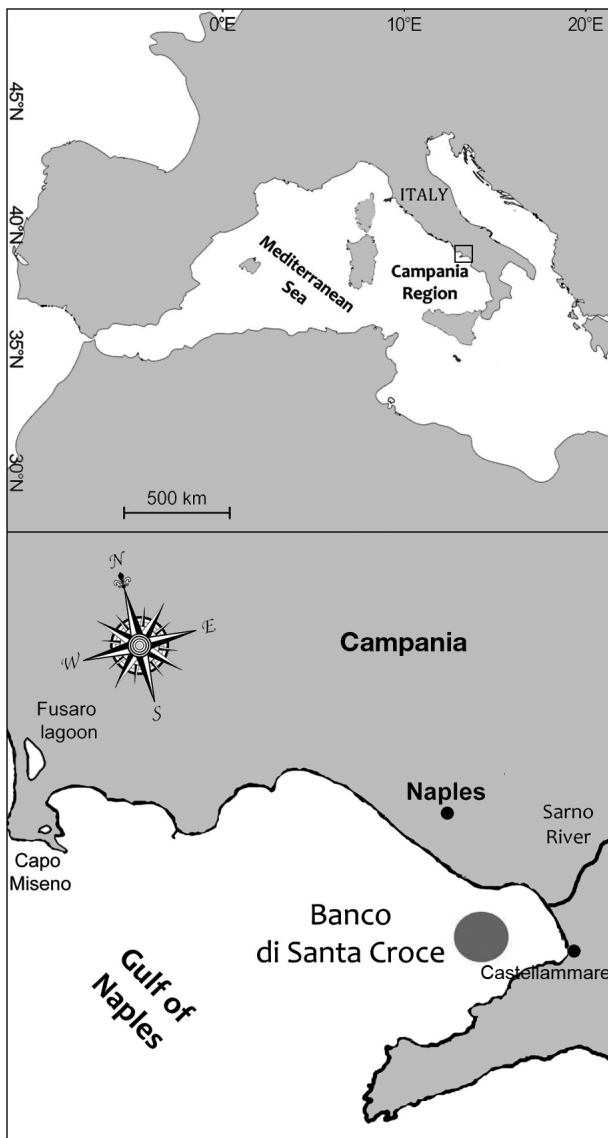 0°E
10°E
20°E
45°N
40°N
35°N
30°N
ITALY
Mediterranean
Sea
Campania
Region
500 km
N
E
W
S
Campania
Fusaro
lagoon
Naples
Sarno
River
Capo
Miseno
Banco
di Santa Croce
Castellammare
Gulf of
Naples